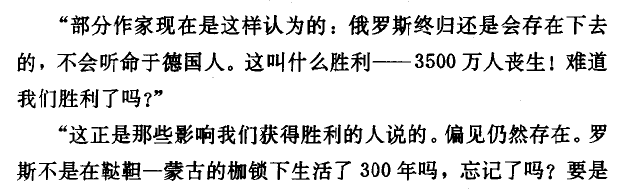 “部分作家现在是这样认为的：俄罗斯终归还是会存在下去
的，不会听命于德国人。这叫什么胜利——3500 万人丧生！难道
我们胜利了吗？”
“这正是那些影响我们获得胜利的人说的。偏见仍然存在。罗
斯不是在鞑靼—蒙古的枷锁下生活了 300 年吗，忘记了吗？要是